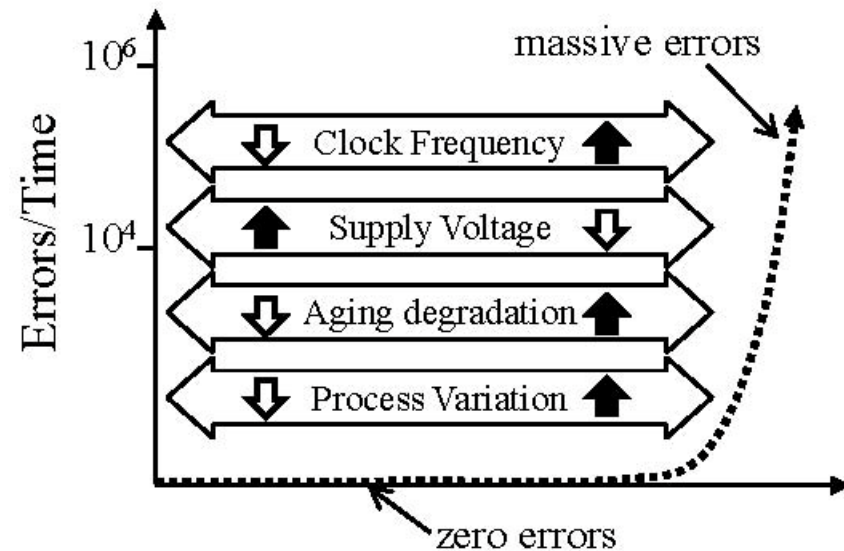 massive errors
10⁶
Clock Frequency
Supply Voltage
10⁴
Aging degradation
Process Variation
Errors/Time
zero errors